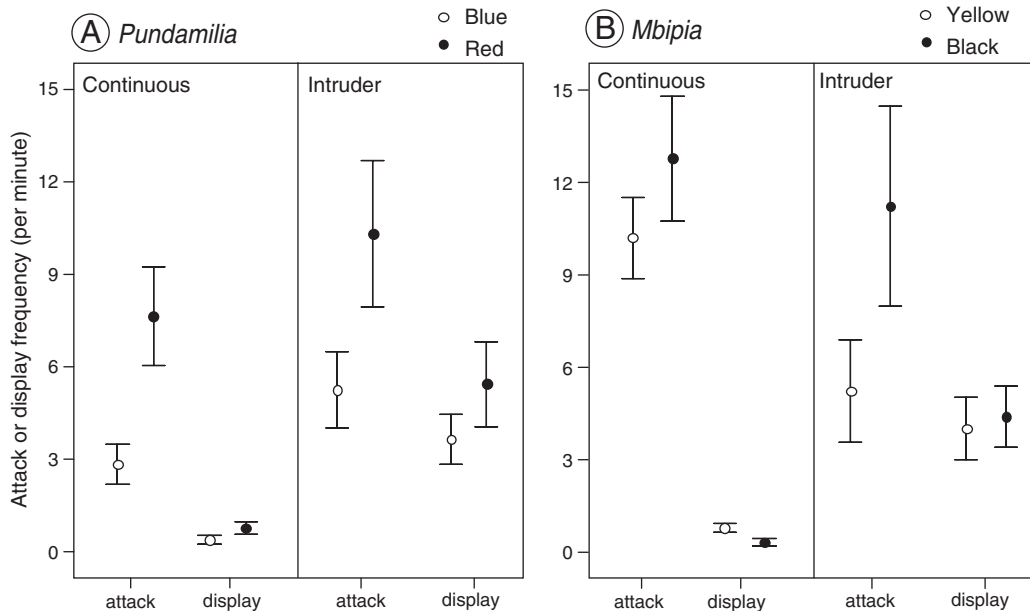 A Pundamilia
Blue
Red
B Mbipia
Yellow
Black
Attack or display frequency (per minute)
15
12
9
6
3
0
Continuous
Intruder
attack display attack display
15
12
9
6
3
0
Continuous
Intruder
attack display attack display